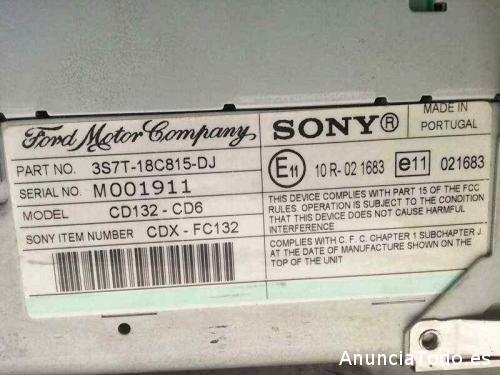 Ford Motor Company
PART NO. 3S7T-18C815-DJ
SERIAL NO. M001911
MODEL CD132 - CD6
SONY ITEM NUMBER CDX - FC132
SONY®
MADE IN
PORTUGAL
E11 10 R- 02 1683 e11 021683
THIS DEVICE COMPLIES WITH PART 15 OF THE FCC
RULES. OPERATION IS SUBJECT TO THE CONDITION
THAT THIS DEVICE DOES NOT CAUSE HARMFUL
INTERFERENCE
COMPLIES WITH C. F. C. CHAPTER 1 SUBCHAPTER J.
AT THE DATE OF MANUFACTURE SHOWN ON THE
TOP OF THE UNIT
AnunciaTodo.es